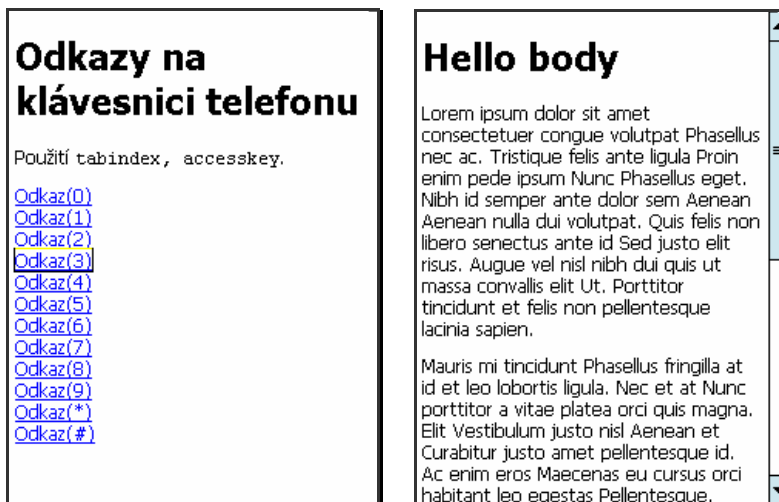 Odkazy na
klávesnici telefonu
Použití tabindex, accesskey.
Odkaz(0)
Odkaz(1)
Odkaz(2)
Odkaz(3)
Odkaz(4)
Odkaz(5)
Odkaz(6)
Odkaz(7)
Odkaz(8)
Odkaz(9)
Odkaz(*)
Odkaz(#)
Hello body
Lorem ipsum dolor sit amet
consectetuer congue volutpat Phasellus
nec ac. Tristique felis ante ligula Proin
enim pede ipsum Nunc Phasellus eget.
Nibh id semper ante dolor sem Aenean
Aenean nulla dui volutpat. Quis felis non
libero senectus ante id Sed justo elit
risus. Augue vel nisl nibh dui quis ut
massa convallis elit Ut. Porttitor
tincidunt et felis non pellentesque
lacinia sapien.
Mauris mi tincidunt Phasellus fringilla at
id et leo lobortis ligula. Nec et at Nunc
porttitor a vitae platea orci quis magna.
Elit Vestibulum justo nisl Aenean et
Curabitur justo amet pellentesque id.
Ac enim eros Maecenas eu cursus orci
habitant leo egestas Pellentesque.